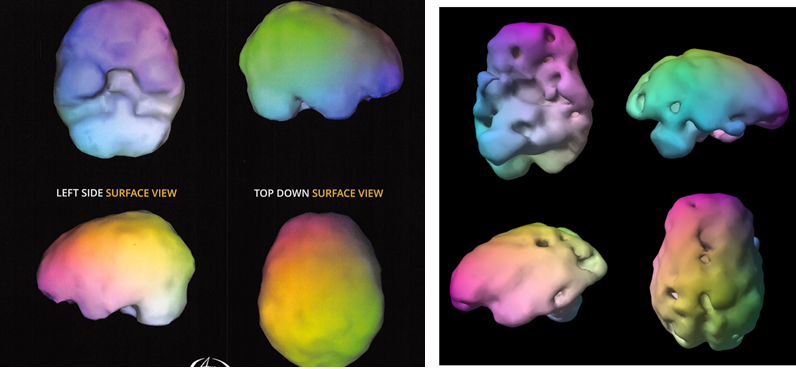 LEFT SIDE SURFACE VIEW
TOP DOWN SURFACE VIEW